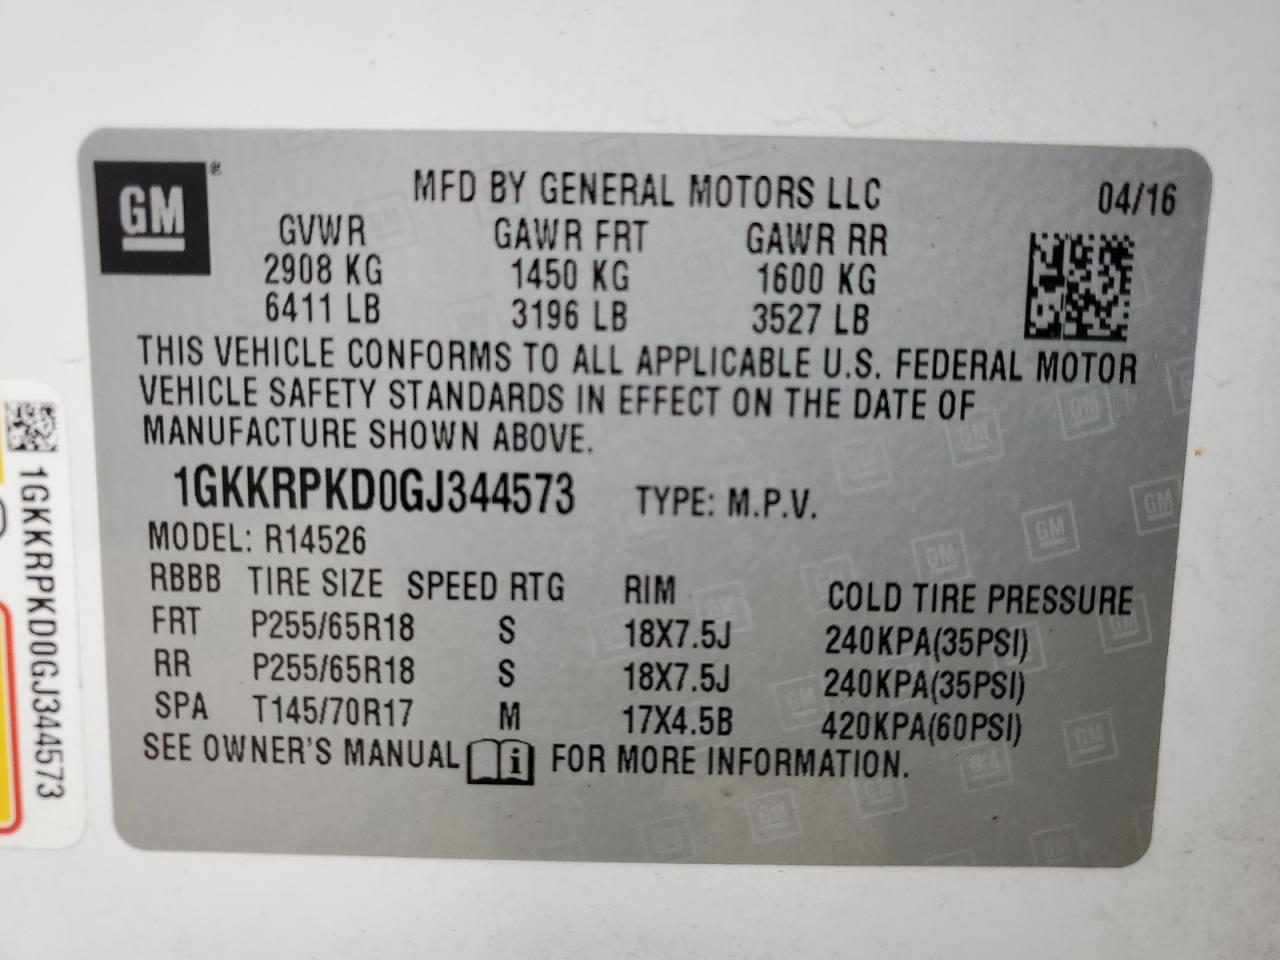 GM®
MFD BY GENERAL MOTORS LLC 04/16
GVWR GAWR FRT GAWR RR
2908 KG 1450 KG 1600 KG
6411 LB 3196 LB 3527 LB
THIS VEHICLE CONFORMS TO ALL APPLICABLE U.S. FEDERAL MOTOR
VEHICLE SAFETY STANDARDS IN EFFECT ON THE DATE OF
MANUFACTURE SHOWN ABOVE.
1GKKRPKD0GJ344573 TYPE: M.P.V.
MODEL: R14526
RBBB TIRE SIZE SPEED RTG RIM COLD TIRE PRESSURE
FRT P255/65R18 S 18X7.5J 240KPA(35PSI)
RR P255/65R18 S 18X7.5J 240KPA(35PSI)
SPA T145/70R17 M 17X4.5B 420KPA(60PSI)
SEE OWNER'S MANUAL i FOR MORE INFORMATION.
1GKKRPKD0GJ344573